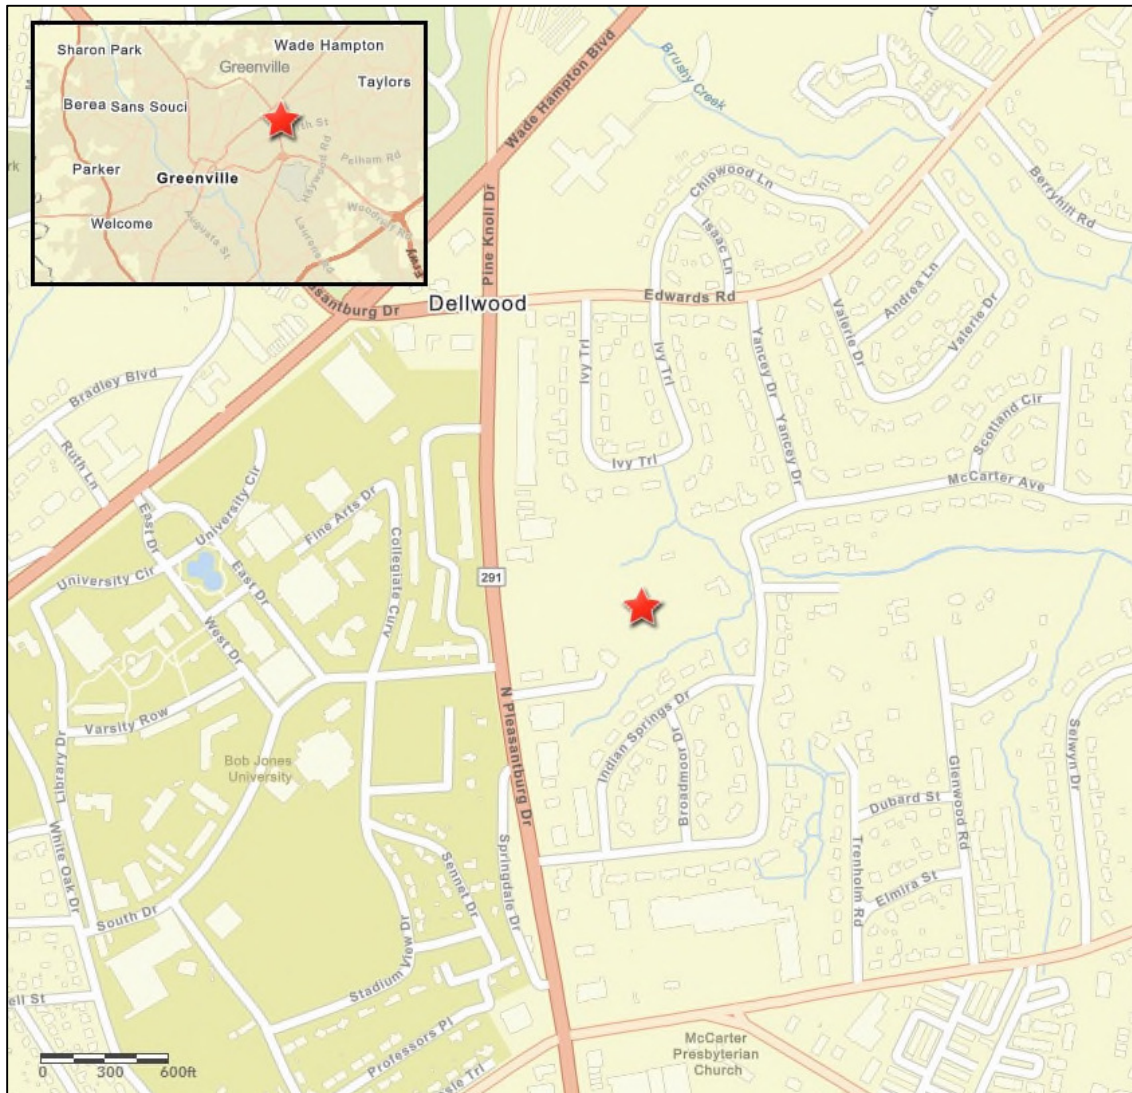 Sharon Park
Wade Hampton
Greenville
Taylors
Berea
Sans Souci
Pelham Rd
Haywood Rd
Parker
Greenville
Welcome
Augusta St
Laurens Rd
Woodruff Rd
Wade Hampton Blvd
Brushy Creek
Pine Knoll Dr
Chipwood Ln
Isaac Ln
Berryhill Rd
Dellwood
Edwards Rd
Andrea Ln
Valerie Dr
Valerie Dr
Ivy Trl
Ivy Trl
Ivy Trl
Yancey Dr
Yancey Dr
Bradley Blvd
Ruth Ln
Scotland Cir
McCarter Ave
University Cir
Fine Arts Dr
East Dr
Collegiate Curv
University Cir
East Dr
291
West Dr
Varsity Row
N Pleasantburg Dr
Indian Springs Dr
Broadmoor Dr
Selwyn Dr
Library Dr
Bob Jones
University
Glenwood Rd
Dubard St
Trenholm Rd
White Oak Dr
Springdale Dr
Sennet Dr
Elmira St
South Dr
Stadium View Dr
Professors Pl
McCarter
Presbyterian
Church
0 300 600ft